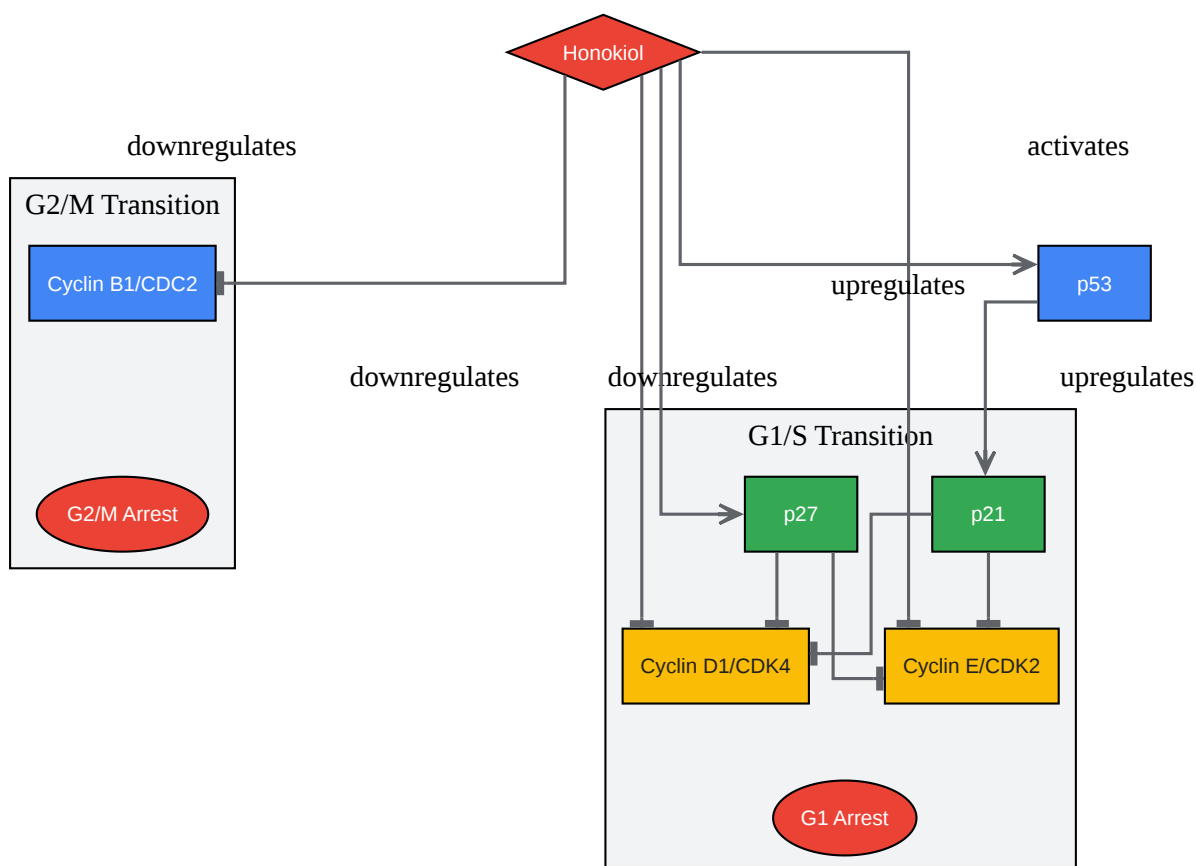 Honokiol
downregulates
activates
G2/M Transition
Cyclin B1/CDC2
p53
upregulates
downregulates
downregulates
upregulates
G1/S Transition
G2/M Arrest
p27
p21
Cyclin D1/CDK4
Cyclin E/CDK2
G1 Arrest